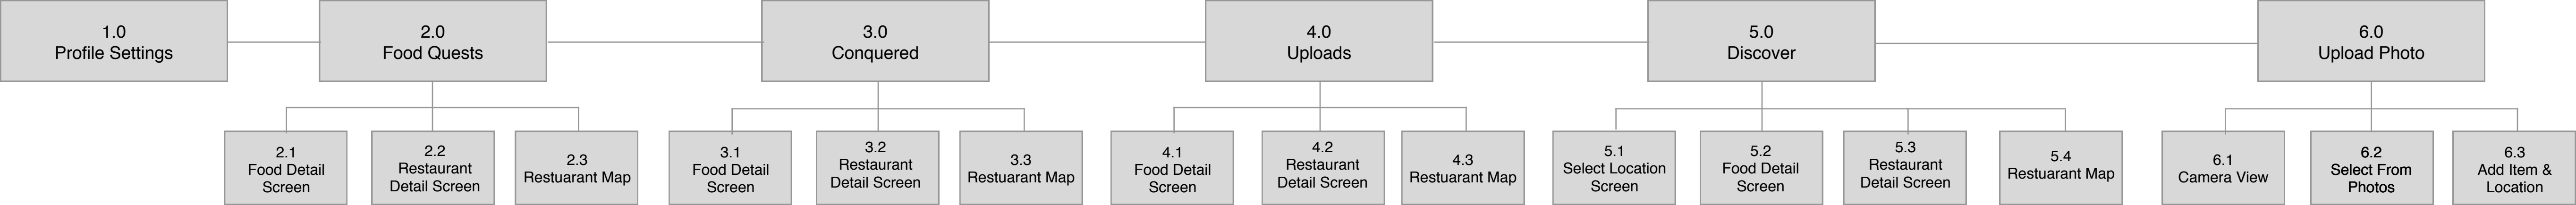 1.0
Profile Settings
2.0
Food Quests
3.0
Conquered
4.0
Uploads
5.0
Discover
6.0
Upload Photo
2.1
Food Detail
Screen
2.2
Restaurant
Detail Screen
2.3
Restuarant Map
3.1
Food Detail
Screen
3.2
Restaurant
Detail Screen
3.3
Restuarant Map
4.1
Food Detail
Screen
4.2
Restaurant
Detail Screen
4.3
Restuarant Map
5.1
Select Location
Screen
5.2
Food Detail
Screen
5.3
Restaurant
Detail Screen
5.4
Restuarant Map
6.1
Camera View
6.2
Select From
Photos
6.3
Add Item &
Location